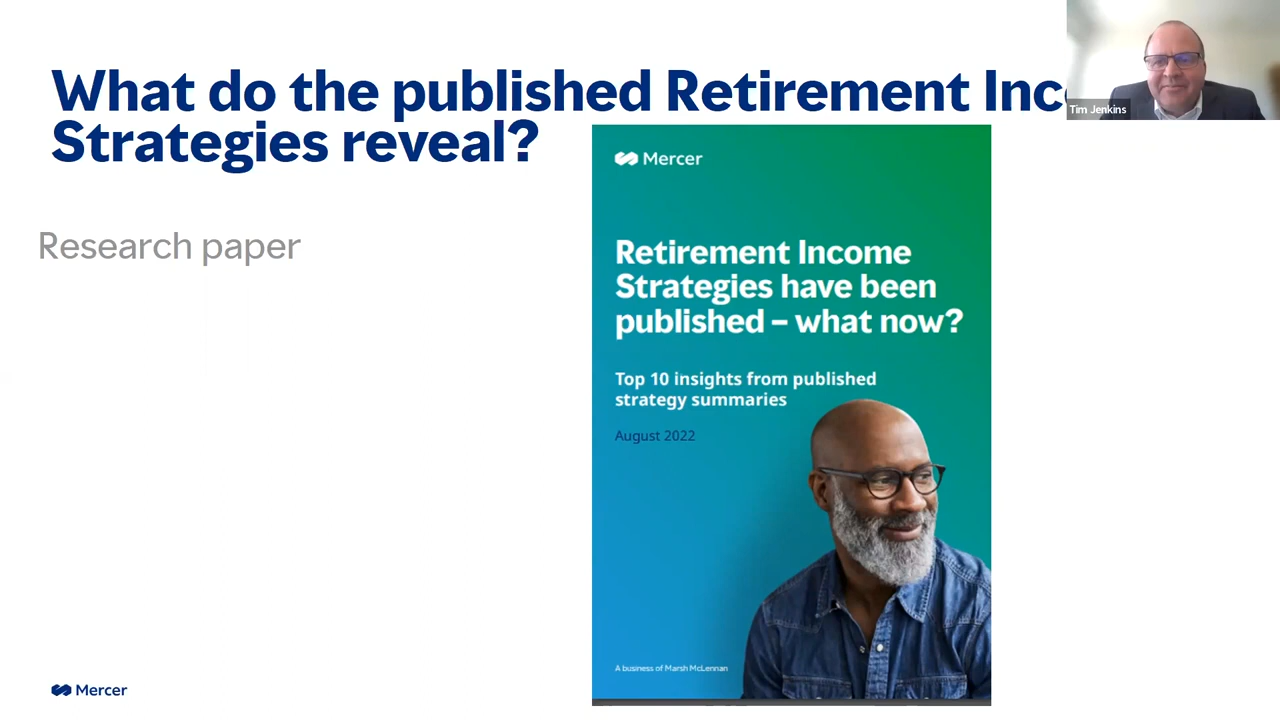 What do the published Retirement Inc
Strategies reveal?
Tim Jenkins
Research paper
Mercer
Retirement Income
Strategies have been
published – what now?
Top 10 insights from published
strategy summaries
August 2022
A business of Marsh McLennan
Mercer